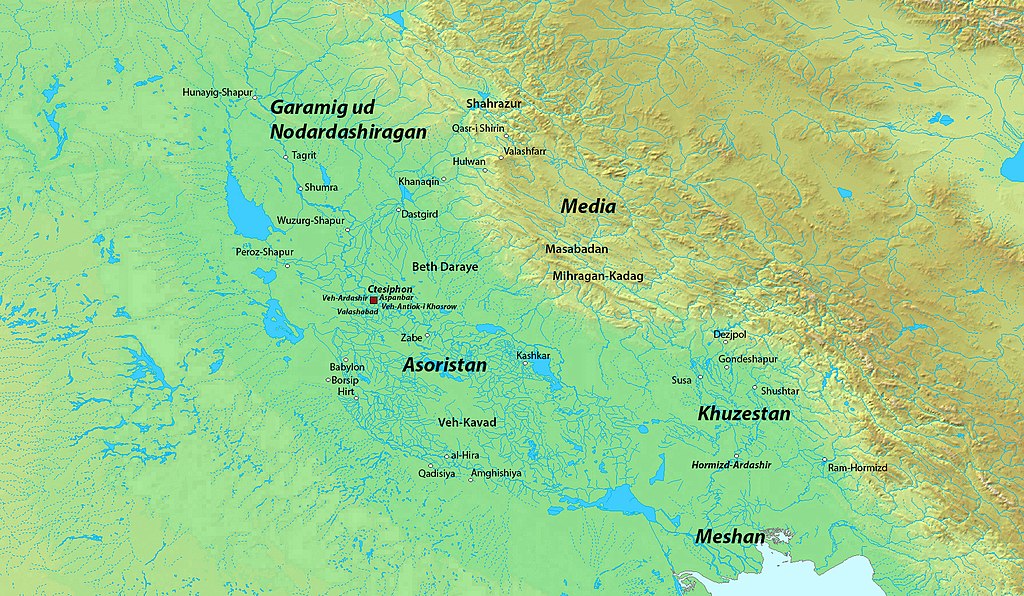 Hunayig-Shapur
Garamig ud
Nodardashiragan
Shahrazur
Qasr-i Shirin
Valashfarr
Tagrit
Hulwan
Khanaqin
Shumra
Media
Dastgird
Wuzurg-Shapur
Masabadan
Peroz-Shapur
Beth Daraye
Mihragan-Kadag
Ctesiphon
Veh-Ardashir
Aspanbar
Veh-Antiok-i Khasrow
Valashabad
Zabe
Dezjpol
Kashkar
Gondeshapur
Babylon
Asoristan
Borsip
Susa
Hirt
Shushtar
Khuzestan
Veh-Kavad
al-Hira
Hormizd-Ardashir
Qadisiya
Amghishiya
Ram-Hormizd
Meshan